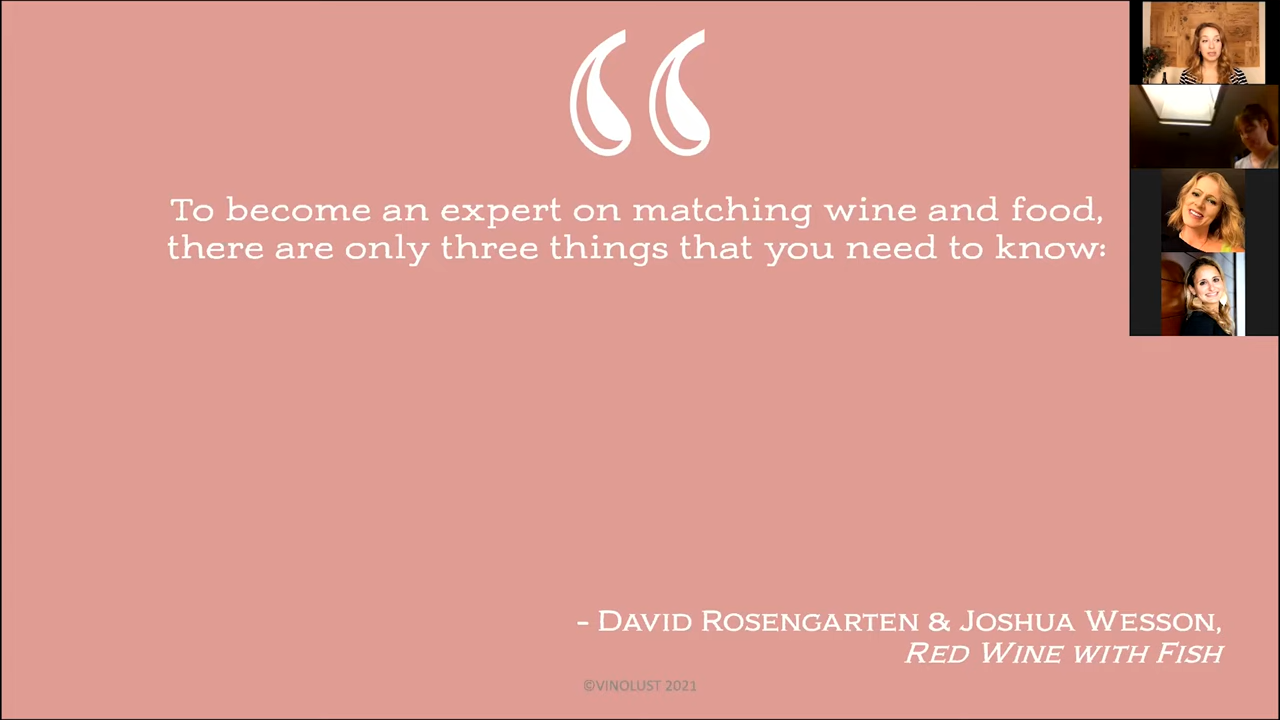 “
To become an expert on matching wine and food,
there are only three things that you need to know:
– David Rosengarten & Joshua Wesson,
Red Wine with Fish
©VINOLUST 2021